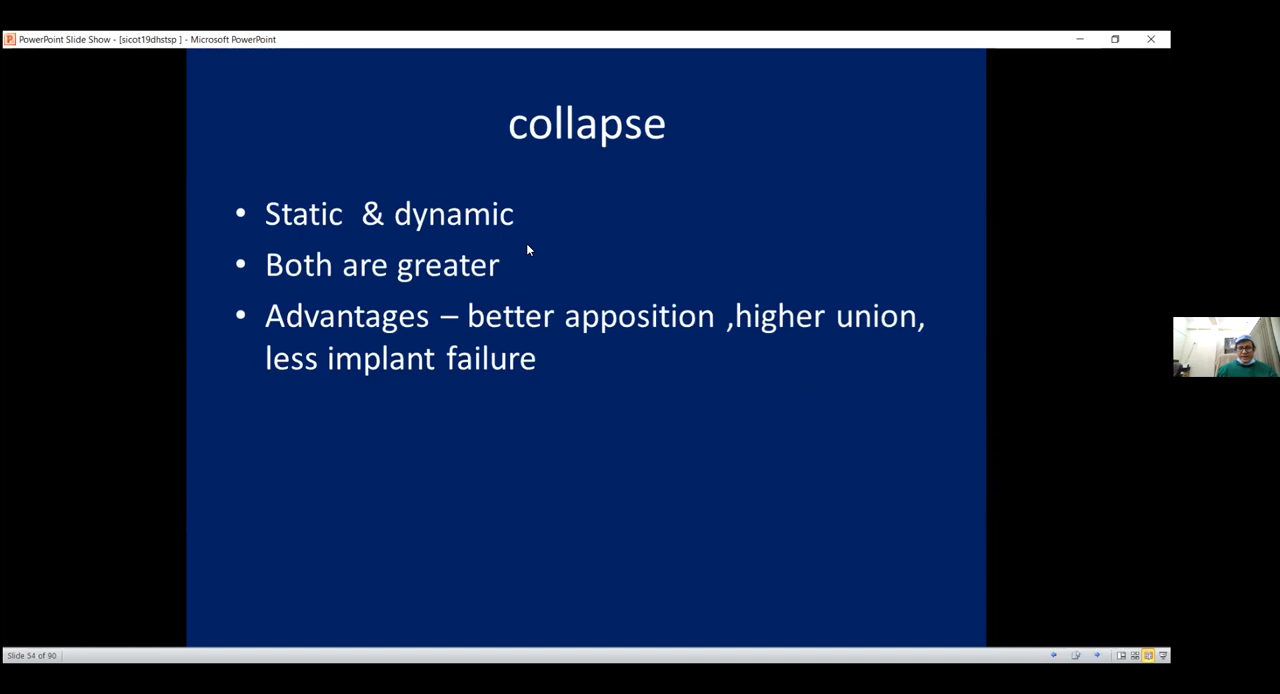 PowerPoint Slide Show - [sicot19dhstsp ] - Microsoft PowerPoint
collapse
• Static & dynamic
• Both are greater
• Advantages – better apposition ,higher union,
less implant failure
Slide 54 of 90